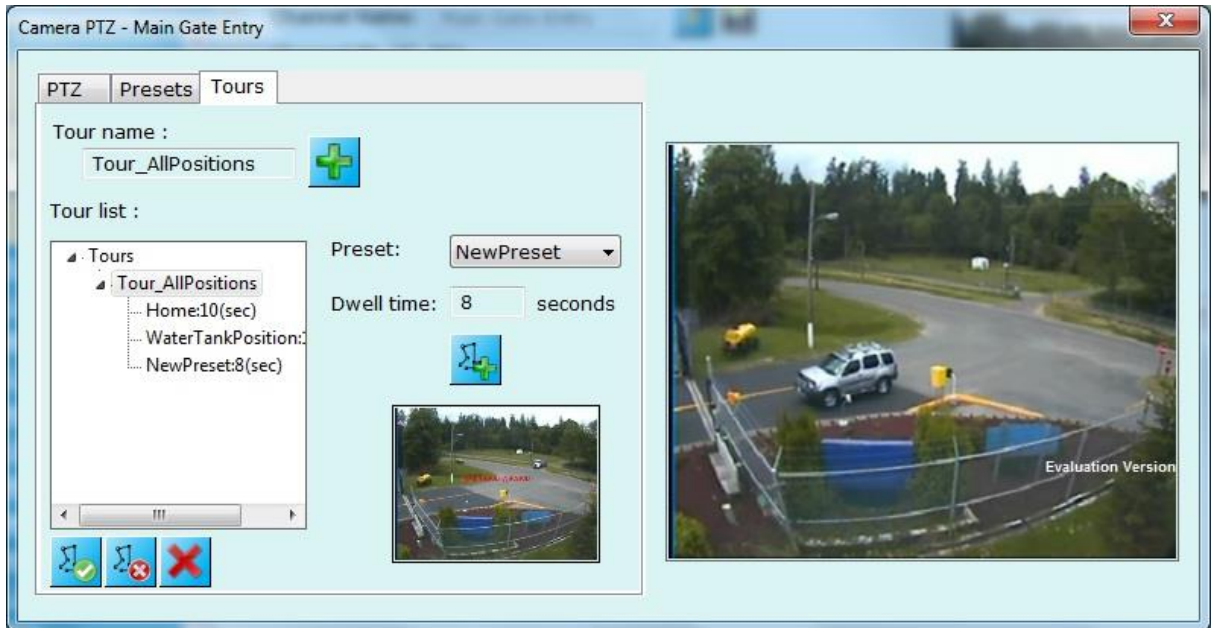 Camera PTZ - Main Gate Entry
PTZ Presets Tours
Tour name :
Tour_AllPositions
Tour list :
Tours
Tour_AllPositions
Home:10(sec)
WaterTankPosition:
NewPreset:8(sec)
Preset: NewPreset
Dwell time: 8 seconds
Evaluation Version